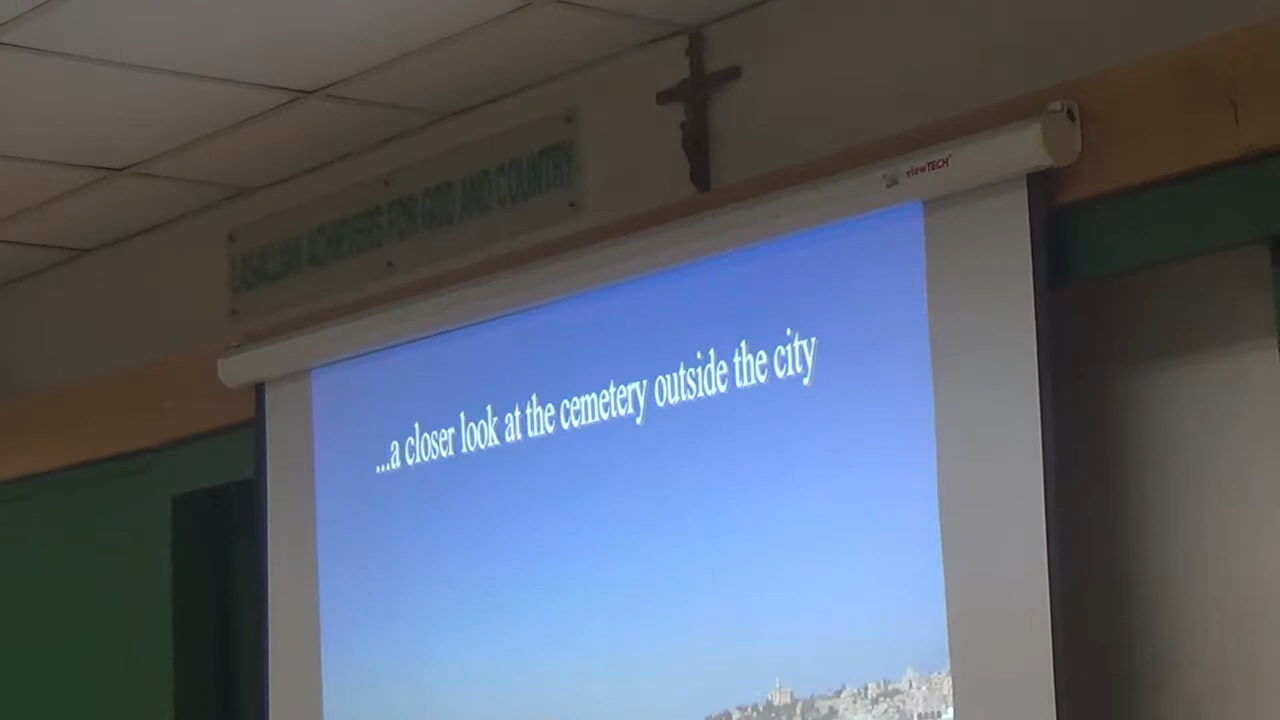 LASALLIAN ACHIEVERS FOR GOD AND COUNTRY
viewTECH
...a closer look at the cemetery outside the city